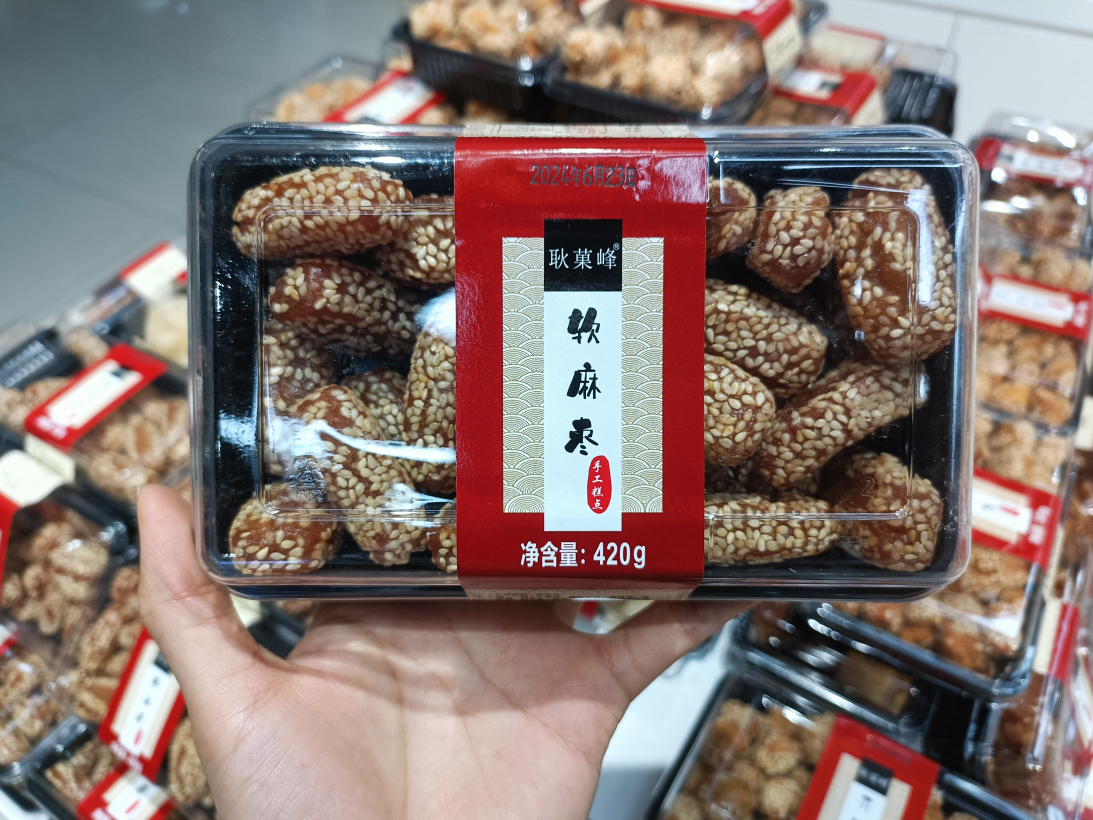 2024年6月23日
耿菓峰®
软麻枣
手工糕点
净含量：420g